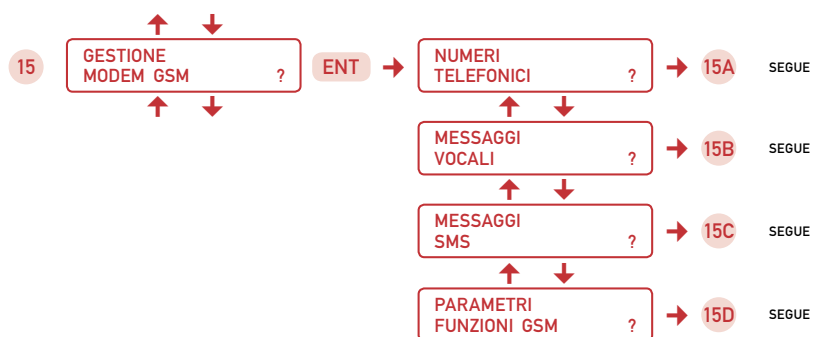 15
GESTIONE
MODEM GSM ?
ENT
NUMERI
TELEFONICI ?
15A
SEGUE
MESSAGGI
VOCALI ?
15B
SEGUE
MESSAGGI
SMS ?
15C
SEGUE
PARAMETRI
FUNZIONI GSM ?
15D
SEGUE